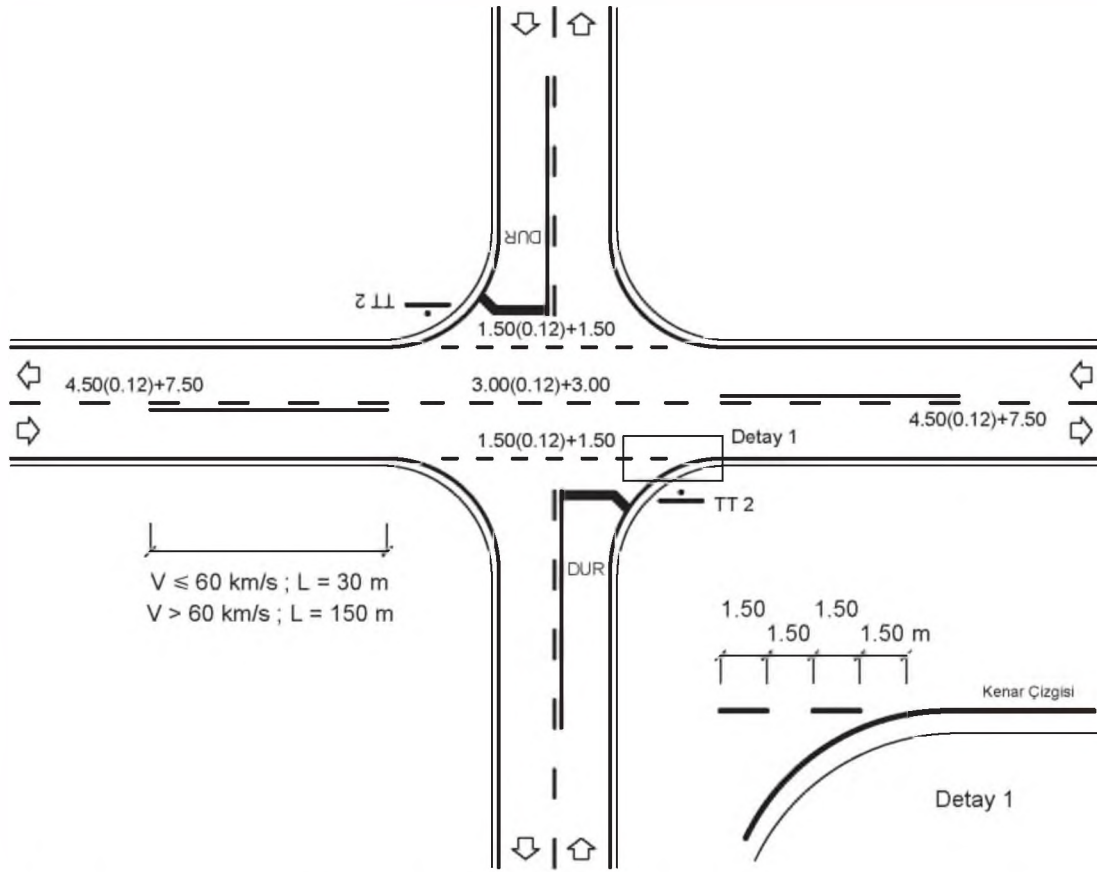 DUR
TT 2
1.50(0.12)+1.50
4.50(0.12)+7.50
3.00(0.12)+3.00
4.50(0.12)+7.50
1.50(0.12)+1.50
Detay 1
TT 2
DUR
V ≤ 60 km/s ; L = 30 m
V > 60 km/s ; L = 150 m
1.50
1.50
1.50
1.50 m
Kenar Çizgisi
Detay 1